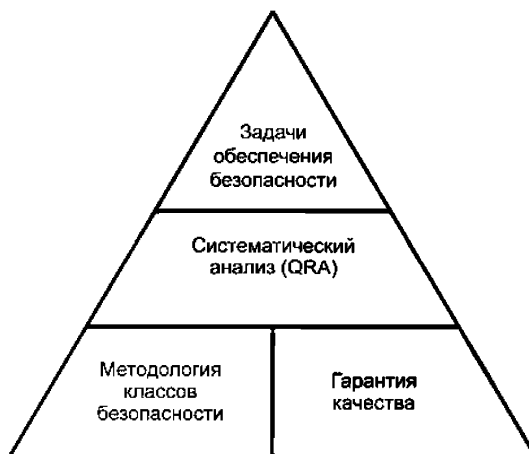 Задачи
обеспечения
безопасности
Систематический
анализ (QRA)
Методология
классов
безопасности
Гарантия
качества